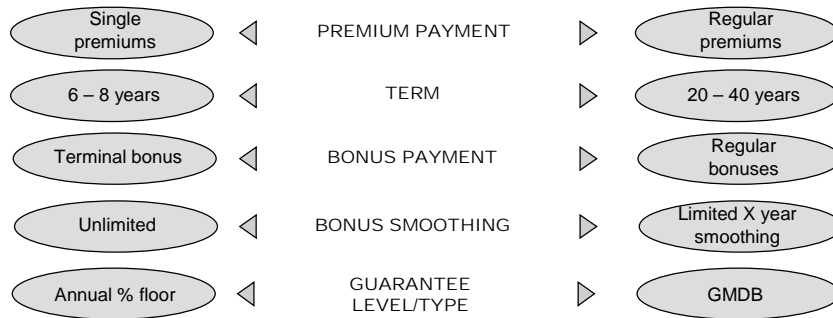 Single
premiums
PREMIUM PAYMENT
Regular
premiums
6 – 8 years
TERM
20 – 40 years
Terminal bonus
BONUS PAYMENT
Regular
bonuses
Unlimited
BONUS SMOOTHING
Limited X year
smoothing
Annual % floor
GUARANTEE
LEVEL/TYPE
GMDB